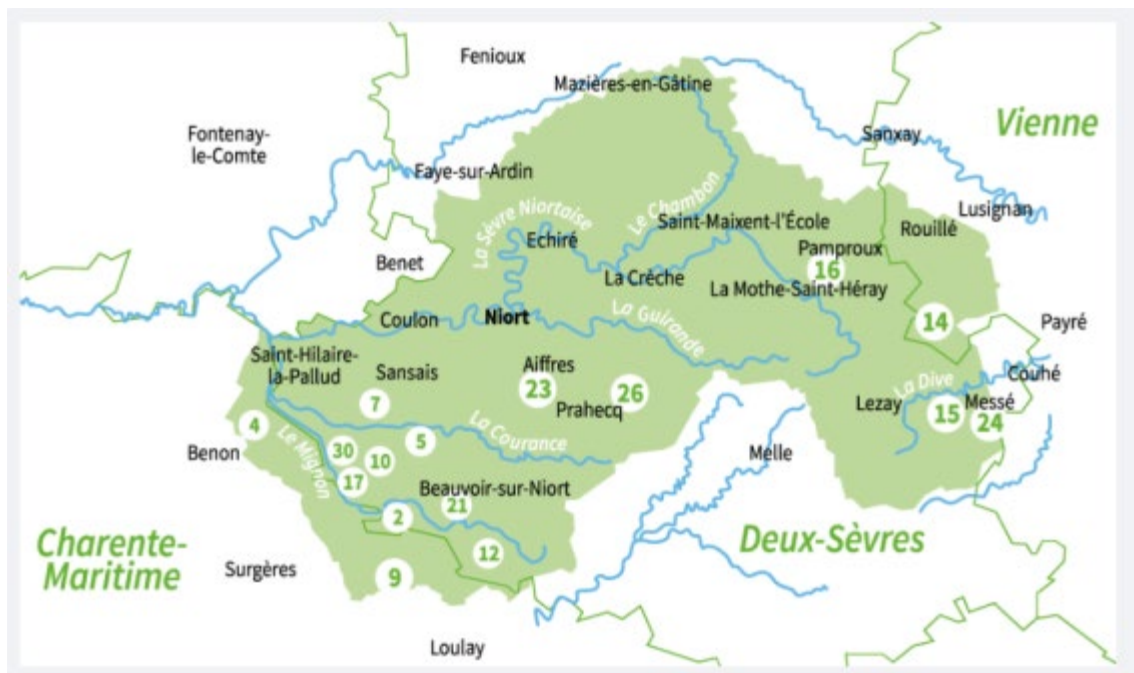 Fenioux
Mazières-en-Gâtine
Vienne
Fontenay-
le-Comte
Sanxay
Faye-sur-Ardin
Lusignan
La Sèvre Niortaise
Le Chambon
Saint-Maixent-l'École
Rouillé
Echiré
Pamproux
16
Benet
La Crèche
La Mothe-Saint-Héray
Coulon
Niort
La Guirande
14
Payré
Saint-Hilaire-
la-Pallud
Sansais
Aiffres
Couhé
La Dive
23
26
Prahecq
7
Lezay
15
Messé
24
4
Le Mignon
5
La Courance
Benon
30
10
17
Melle
Beauvoir-sur-Niort
21
2
Charente-
Maritime
Deux-Sèvres
12
Surgères
9
Loulay